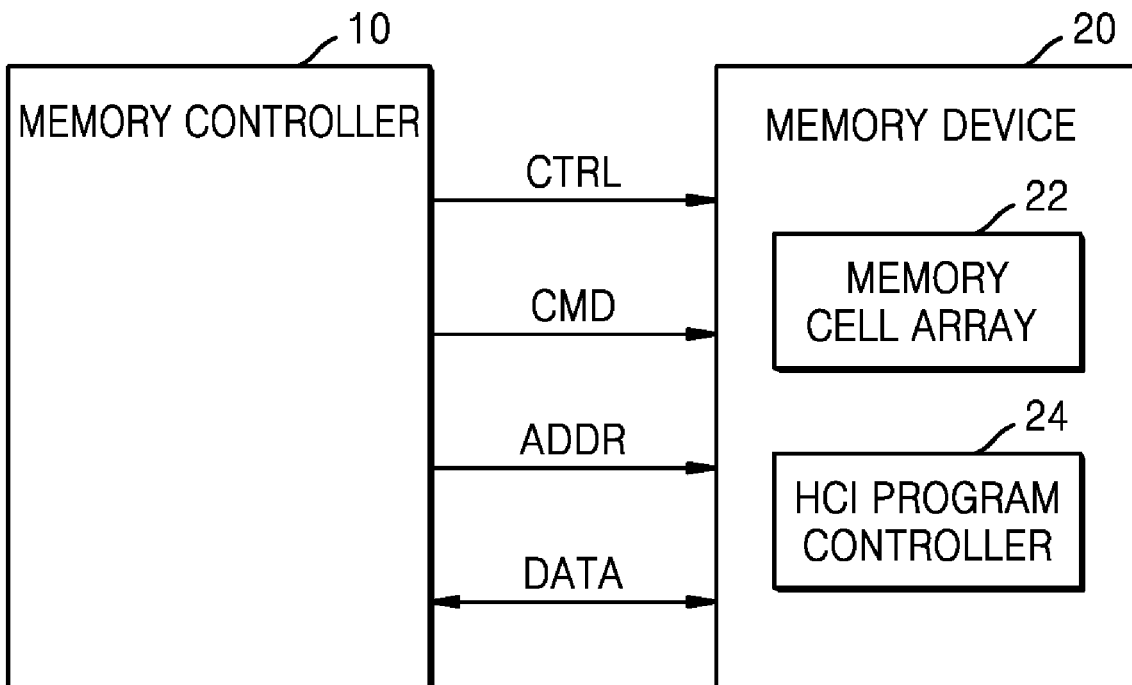 10
20
MEMORY CONTROLLER
MEMORY DEVICE
CTRL
22
MEMORY
CELL ARRAY
CMD
24
ADDR
HCI PROGRAM
CONTROLLER
DATA